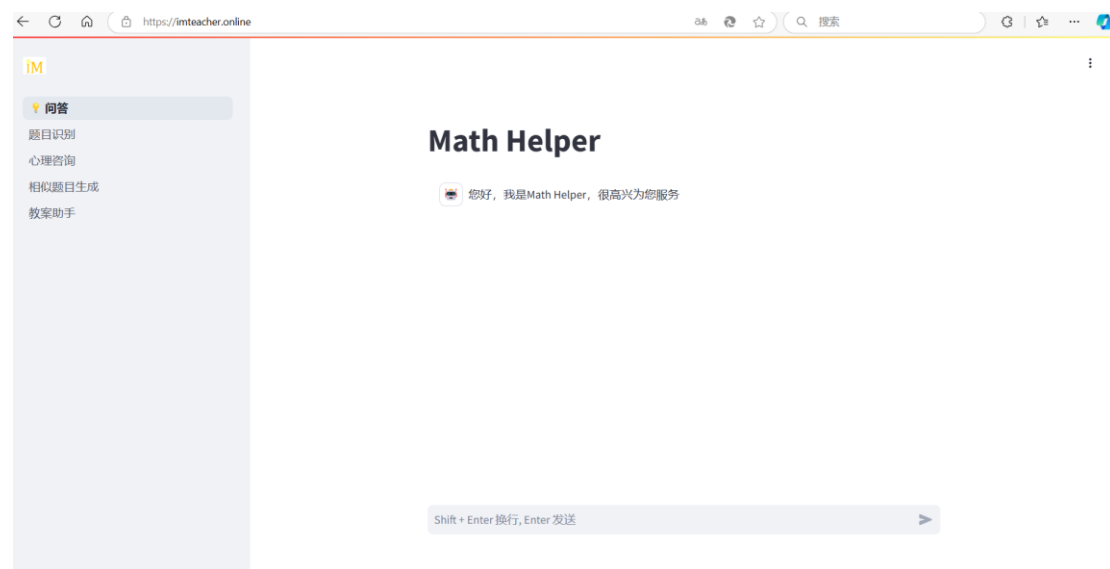 https://imteacher.online
搜索
iM
问答
题目识别
心理咨询
相似题目生成
教案助手
Math Helper
您好，我是Math Helper，很高兴为您服务
Shift + Enter 换行, Enter 发送